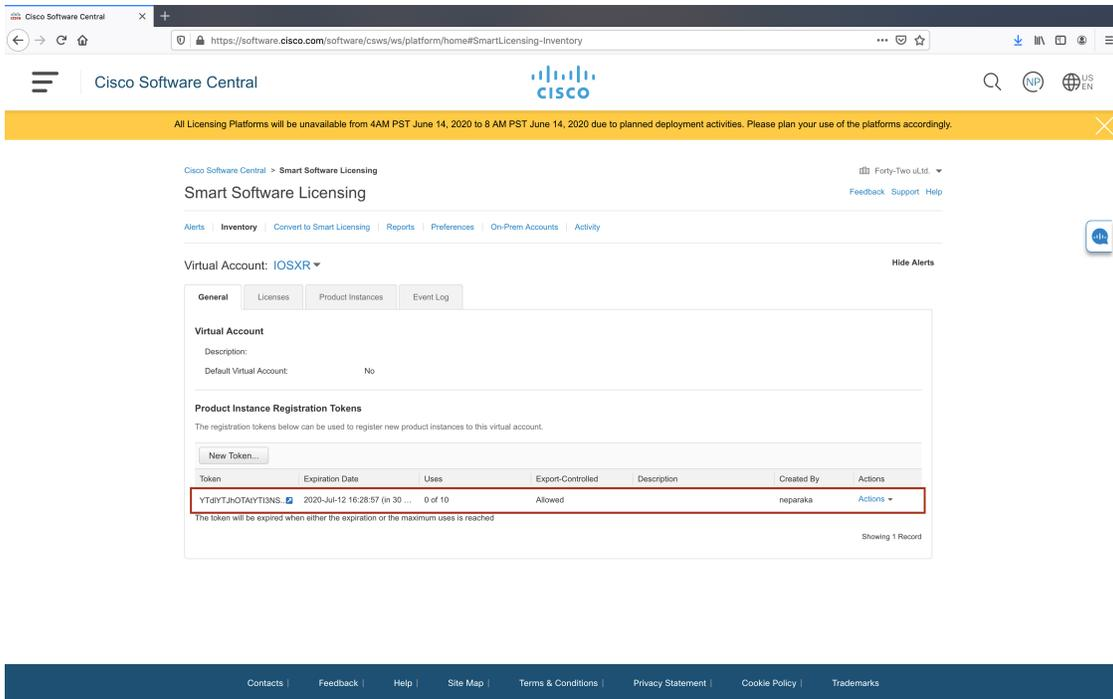 Cisco Software Central
https://software.cisco.com/software/csws/ws/platform/home#SmartLicensing-Inventory
Cisco Software Central
CISCO
NP
US
EN
All Licensing Platforms will be unavailable from 4AM PST June 14, 2020 to 8 AM PST June 14, 2020 due to planned deployment activities. Please plan your use of the platforms accordingly.
Cisco Software Central > Smart Software Licensing
Forty-Two uLtd.
Smart Software Licensing
Feedback Support Help
Alerts | Inventory | Convert to Smart Licensing | Reports | Preferences | On-Prem Accounts | Activity
Virtual Account: IOSXR
Hide Alerts
General Licenses Product Instances Event Log
Virtual Account
Description:
Default Virtual Account: No
Product Instance Registration Tokens
The registration tokens below can be used to register new product instances to this virtual account.
New Token...
Token Expiration Date Uses Export-Controlled Description Created By Actions
YTdlYTJhOTAtYTI3NS... 2020-Jul-12 16:28:57 (in 30 ... 0 of 10 Allowed neparaka Actions
The token will be expired when either the expiration or the maximum uses is reached
Showing 1 Record
Contacts | Feedback | Help | Site Map | Terms & Conditions | Privacy Statement | Cookie Policy | Trademarks